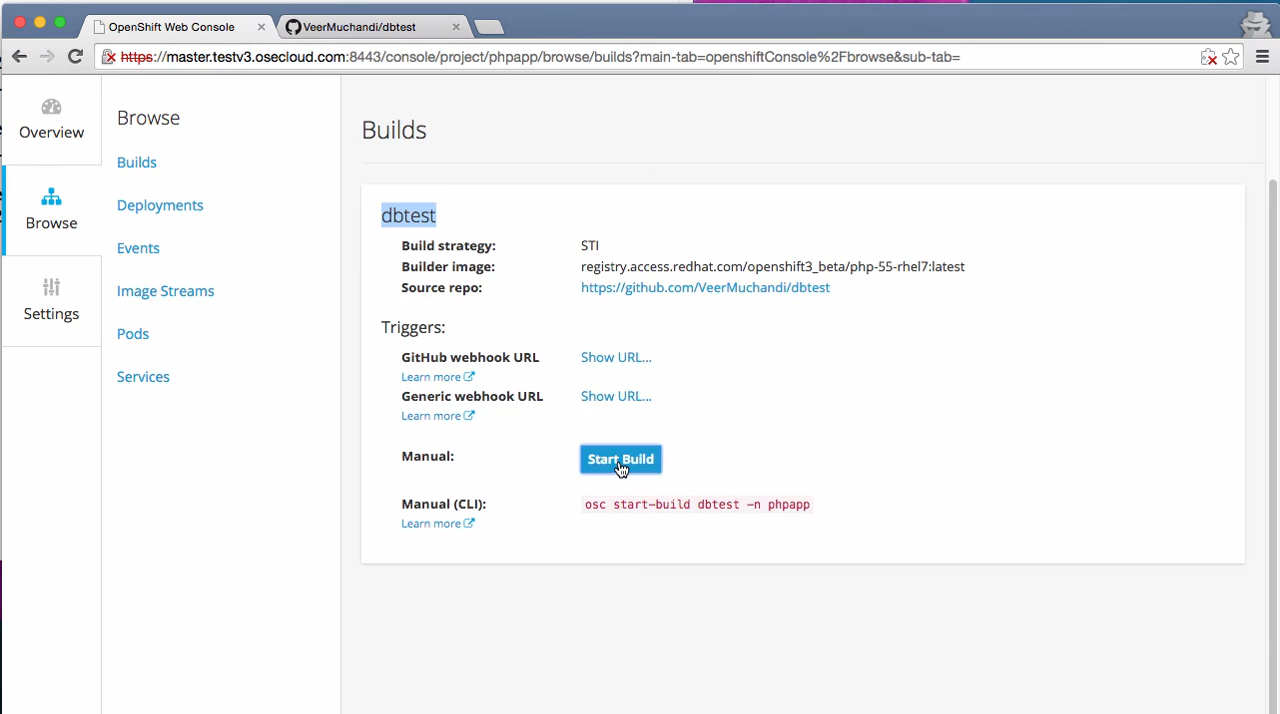 OpenShift Web Console
VeerMuchandi/dbtest
https://master.testv3.osecloud.com:8443/console/project/phpapp/browse/builds?main-tab=openshiftConsole%2Fbrowse&sub-tab=
Overview
Browse
Settings
Browse
Builds
Deployments
Events
Image Streams
Pods
Services
Builds
dbtest
Build strategy: STI
Builder image: registry.access.redhat.com/openshift3_beta/php-55-rhel7:latest
Source repo: https://github.com/VeerMuchandi/dbtest
Triggers:
GitHub webhook URL Show URL...
Learn more
Generic webhook URL Show URL...
Learn more
Manual: Start Build
Manual (CLI): osc start-build dbtest -n phpapp
Learn more